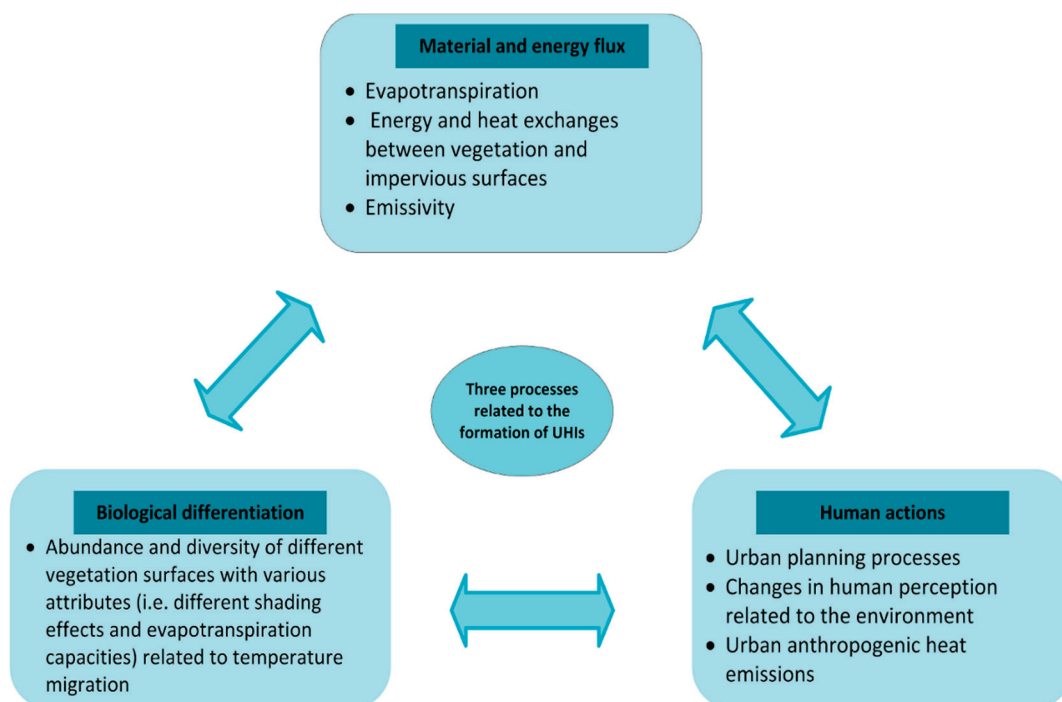 Material and energy flux
• Evapotranspiration
• Energy and heat exchanges
between vegetation and
impervious surfaces
• Emissivity
Three processes
related to the
formation of UHIs
Biological differentiation
• Abundance and diversity of different
vegetation surfaces with various
attributes (i.e. different shading
effects and evapotranspiration
capacities) related to temperature
migration
Human actions
• Urban planning processes
• Changes in human perception
related to the environment
• Urban anthropogenic heat
emissions